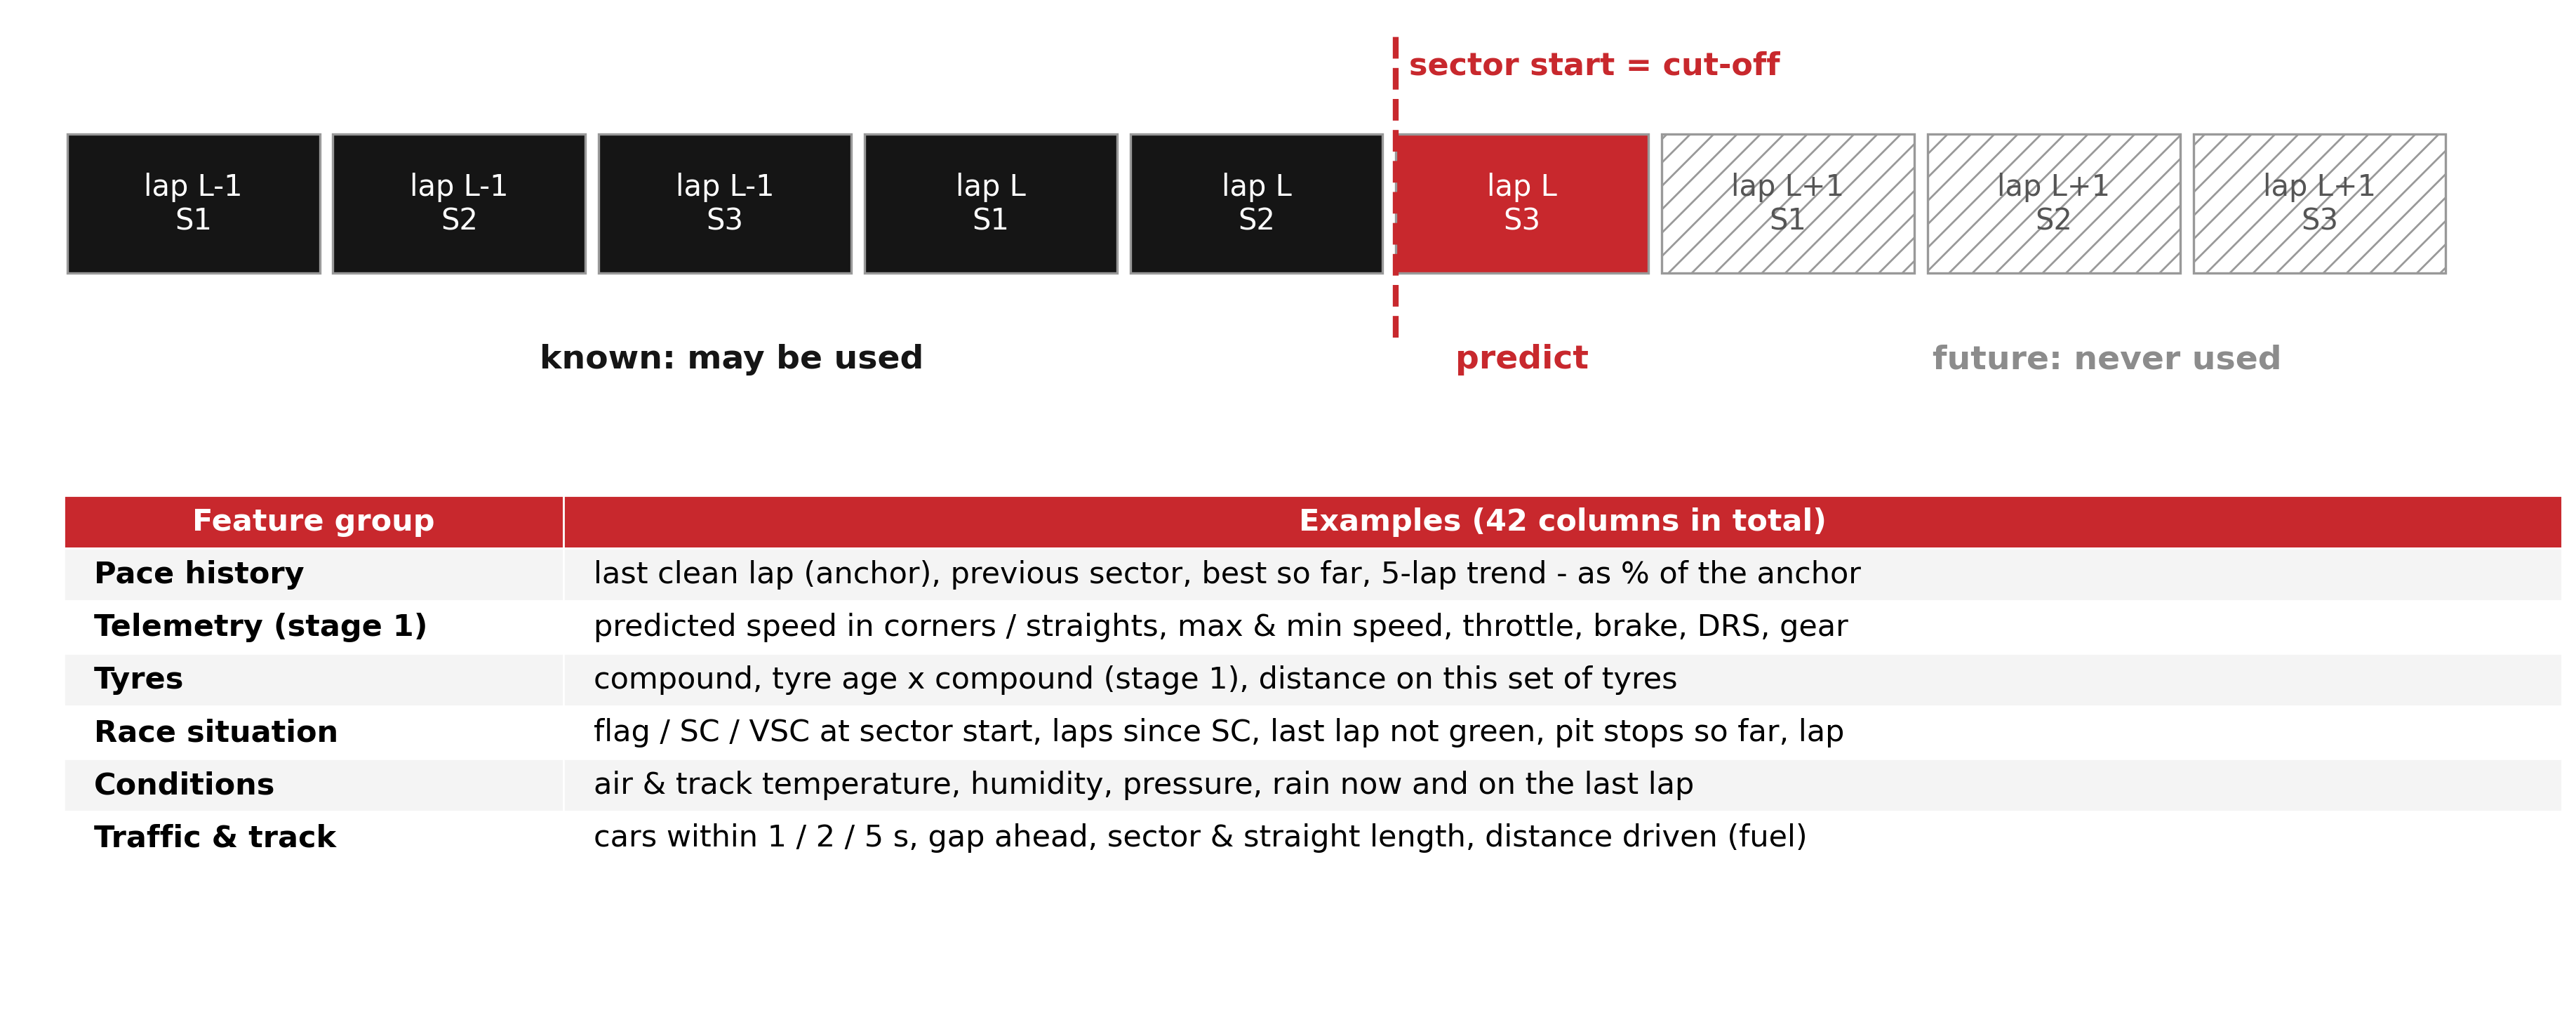 sector start = cut-off
lap L-1
S1
lap L-1
S2
lap L-1
S3
lap L
S1
lap L
S2
lap L
S3
lap L+1
S1
lap L+1
S2
lap L+1
S3
known: may be used
predict
future: never used
Feature group
Examples (42 columns in total)
Pace history
last clean lap (anchor), previous sector, best so far, 5-lap trend - as % of the anchor
Telemetry (stage 1)
predicted speed in corners / straights, max & min speed, throttle, brake, DRS, gear
Tyres
compound, tyre age x compound (stage 1), distance on this set of tyres
Race situation
flag / SC / VSC at sector start, laps since SC, last lap not green, pit stops so far, lap
Conditions
air & track temperature, humidity, pressure, rain now and on the last lap
Traffic & track
cars within 1 / 2 / 5 s, gap ahead, sector & straight length, distance driven (fuel)